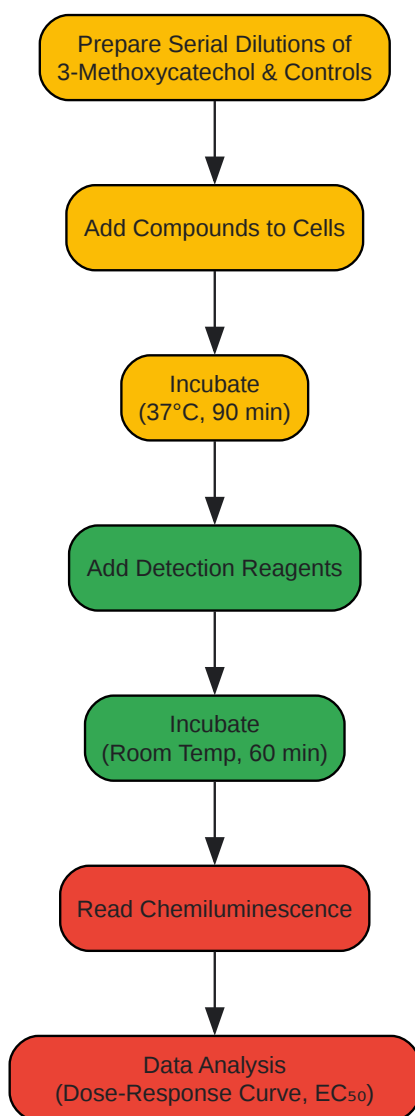 Prepare Serial Dilutions of
3-Methoxycatechol & Controls
Add Compounds to Cells
Incubate
(37°C, 90 min)
Add Detection Reagents
Incubate
(Room Temp, 60 min)
Read Chemiluminescence
Data Analysis
(Dose-Response Curve, EC₅₀)